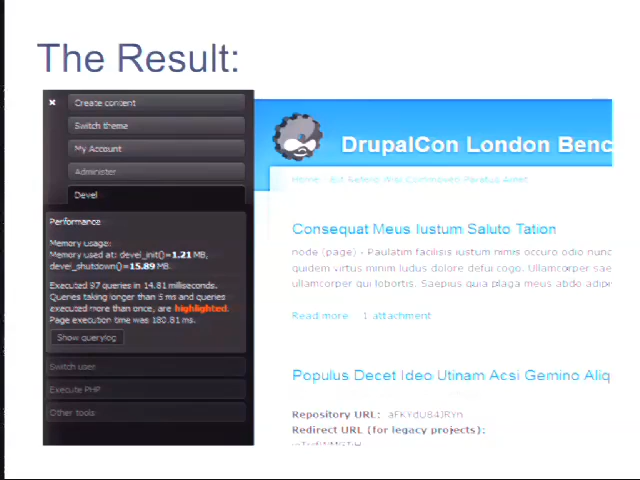 The Result:
Create content
Switch theme
My Account
Administer
Devel
Performance
Memory usage:
Memory used at: devel_init()=1.21 MB,
devel_shutdown()=15.89 MB.
Executed 97 queries in 14.81 milliseconds.
Queries taking longer than 5 ms and queries
executed more than once, are highlighted.
Page execution time was 180.81 ms.
Show querylog
Switch user
Execute PHP
Other tools
DrupalCon London Benc
Home
Consequat Meus Iustum Saluto Tation
node (page) - Paulatim facilisis iustum nimis occuro odio nunc
quidem virtus minim ludus dolore defui cogo. Ullamcorper sae
ullamcorper qui lobortis. Saepius quia plaga meus abdo adipi
Read more 1 attachment
Populus Decet Ideo Utinam Acsi Gemino Aliq
Repository URL:
Redirect URL (for legacy projects):